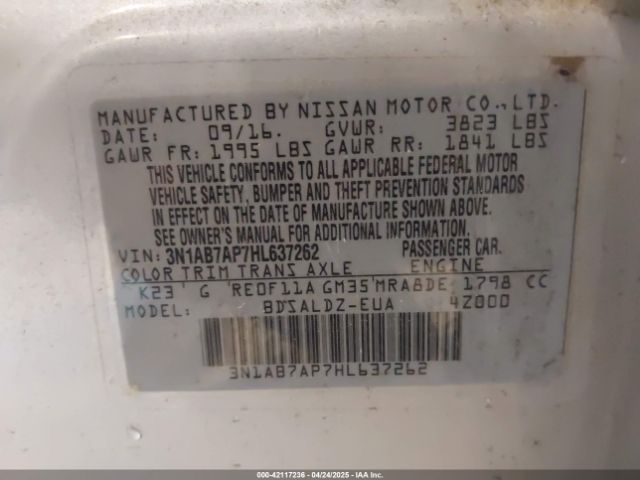 MANUFACTURED BY NISSAN MOTOR CO., LTD.
DATE: 09/16. GVWR: 3823 LBS
GAWR FR: 1995 LBS GAWR RR: 1841 LBS
THIS VEHICLE CONFORMS TO ALL APPLICABLE FEDERAL MOTOR
VEHICLE SAFETY, BUMPER AND THEFT PREVENTION STANDARDS
IN EFFECT ON THE DATE OF MANUFACTURE SHOWN ABOVE.
SEE OWNER'S MANUAL FOR ADDITIONAL INFORMATION.
VIN: 3N1AB7AP7HL637262 PASSENGER CAR.
COLOR TRIM TRANS AXLE ENGINE
K23 G RE0F11A GM35 MRA8DE 1798 CC
MODEL: BDSALDZ-EUA 4Z000
3N1AB7AP7HL637262
000-42117236 - 04/24/2025 - IAA Inc.